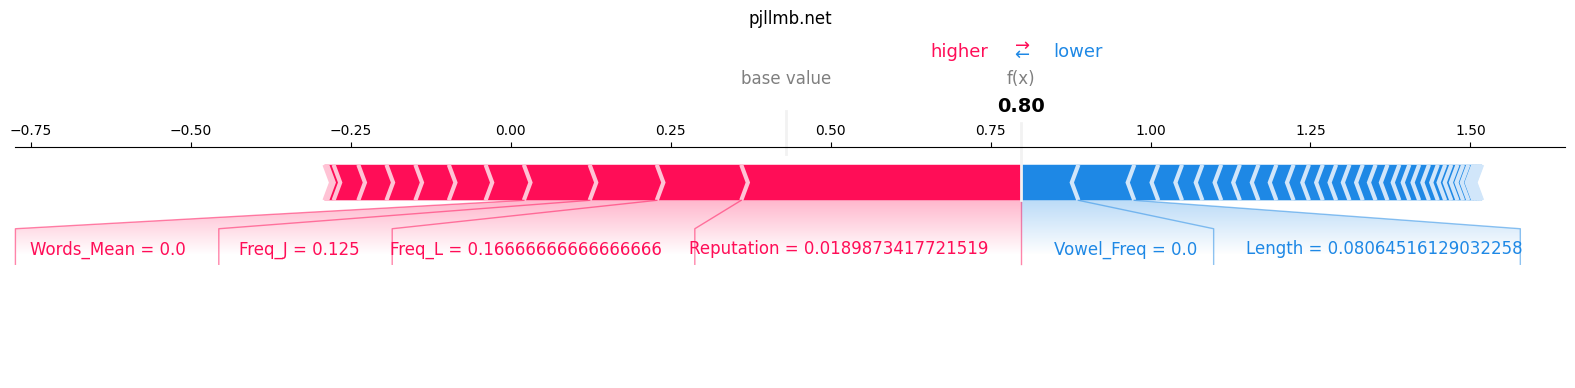 pjllmb.net
higher → ← lower
base value f(x)
0.80
−0.75 −0.50 −0.25 0.00 0.25 0.50 0.75 1.00 1.25 1.50
Words_Mean = 0.0 Freq_J = 0.125 Freq_L = 0.16666666666666666 Reputation = 0.0189873417721519 Vowel_Freq = 0.0 Length = 0.08064516129032258